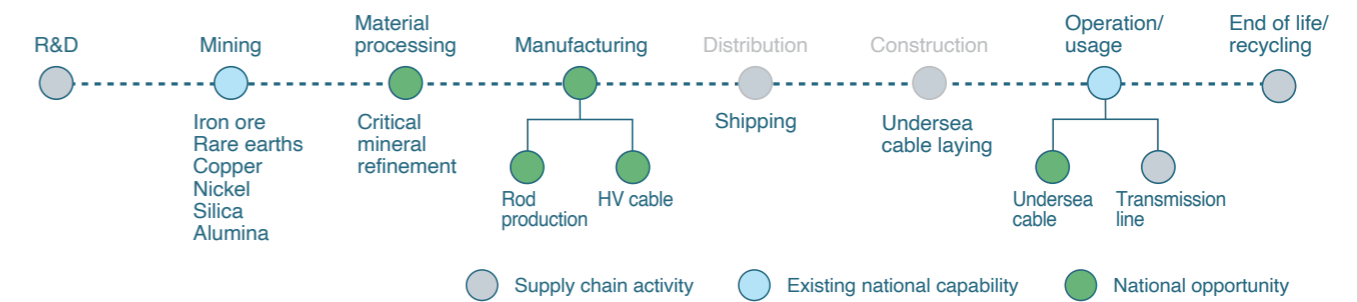 R&D
Mining
Material
processing
Manufacturing
Distribution
Construction
Operation/
usage
End of life/
recycling
Iron ore
Rare earths
Copper
Nickel
Silica
Alumina
Critical
mineral
refinement
Rod
production
HV cable
Shipping
Undersea
cable laying
Undersea
cable
Transmission
line
Supply chain activity
Existing national capability
National opportunity